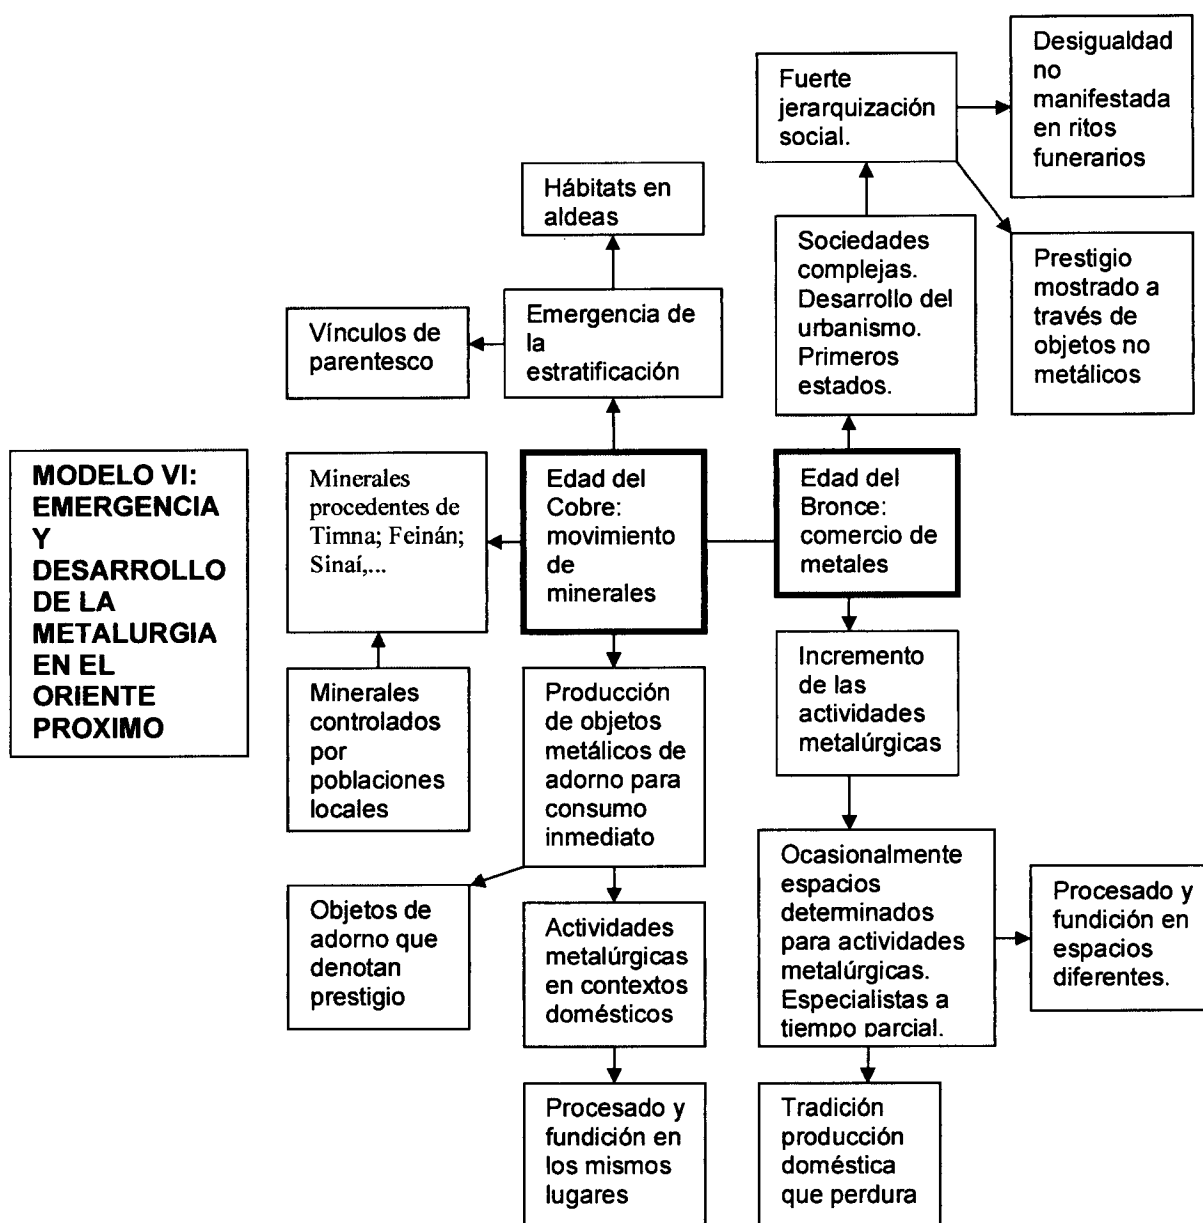 MODELO VI:
EMERGENCIA
Y
DESARROLLO
DE LA
METALURGIA
EN EL
ORIENTE
PROXIMO
Desigualdad
no
manifestada
en ritos
funerarios
Fuerte
jerarquización
social.
Hábitats en
aldeas
Sociedades
complejas.
Desarrollo del
urbanismo.
Primeros
estados.
Prestigio
mostrado a
través de
objetos no
metálicos
Vínculos de
parentesco
Emergencia de
la
estratificación
Minerales
procedentes de
Timna; Feinán;
Sinaí,...
Edad del
Cobre:
movimiento
de
minerales
Edad del
Bronce:
comercio de
metales
Minerales
controlados
por
poblaciones
locales
Producción
de objetos
metálicos de
adorno para
consumo
inmediato
Incremento
de las
actividades
metalúrgicas
Objetos de
adorno que
denotan
prestigio
Actividades
metalúrgicas
en contextos
domésticos
Ocasionalmente
espacios
determinados
para actividades
metalúrgicas.
Especialistas a
tiempo parcial.
Procesado y
fundición en
espacios
diferentes.
Procesado y
fundición en
los mismos
lugares
Tradición
producción
doméstica
que perdura